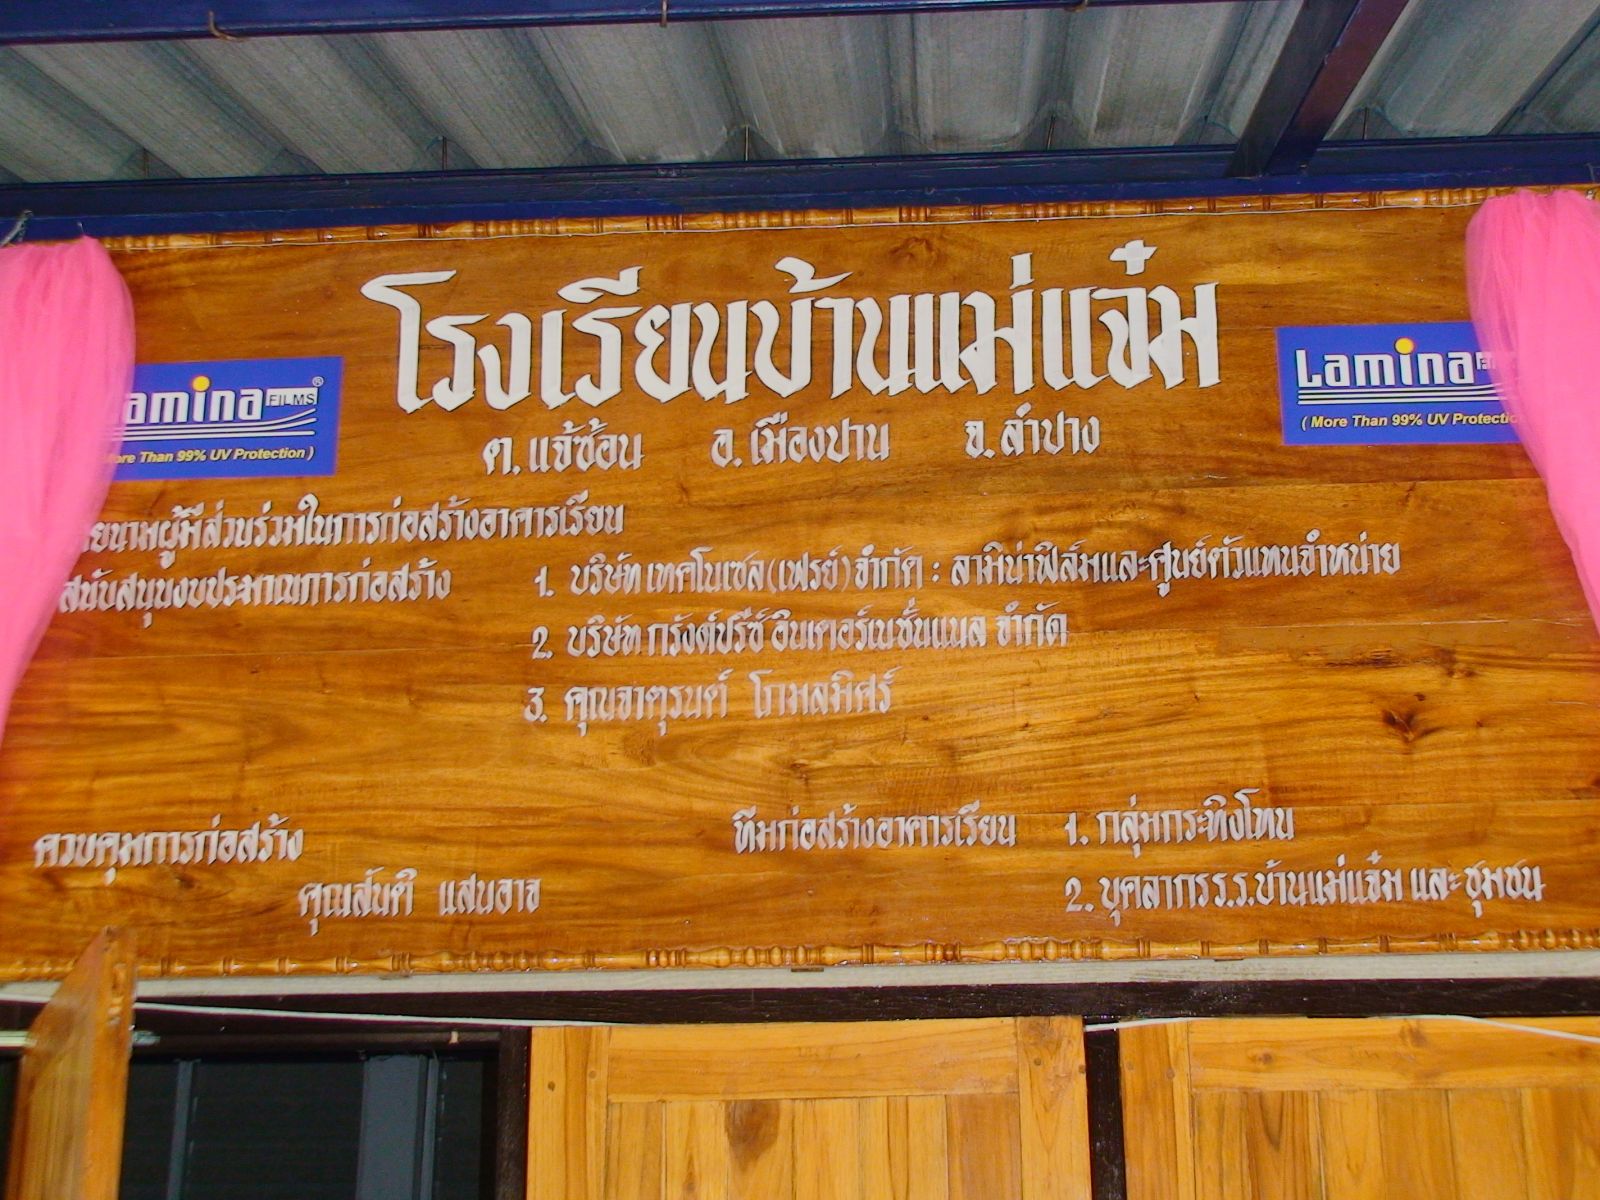 โรงเรียนบ้านแม่แจ๋ม
Lamina FILMS ®
More Than 99% UV Protection )
Lamina
( More Than 99% UV Protection
ต.แจ้ซ้อน อ.เมืองปาน จ.ลำปาง
ยนามผู้มีส่วนร่วมในการก่อสร้างอาคารเรียน
สนับสนุนงบประมาณการก่อสร้าง 1. บริษัท เทคโนเซล(เฟรย์)จำกัด : ลามิน่าฟิล์มและศูนย์ตัวแทนจำหน่าย
2. บริษัท กรังด์ปรีซ์ อินเตอร์เนชั่นแนล จำกัด
3. คุณจาตุรนต์ โกมลมิศร์
ควบคุมการก่อสร้าง
คุณสันติ แสนอาจ
ทีมก่อสร้างอาคารเรียน 1. กลุ่มกระทิงโทน
2. บุคลากรร.ร.บ้านแม่แจ๋ม และชุมชน